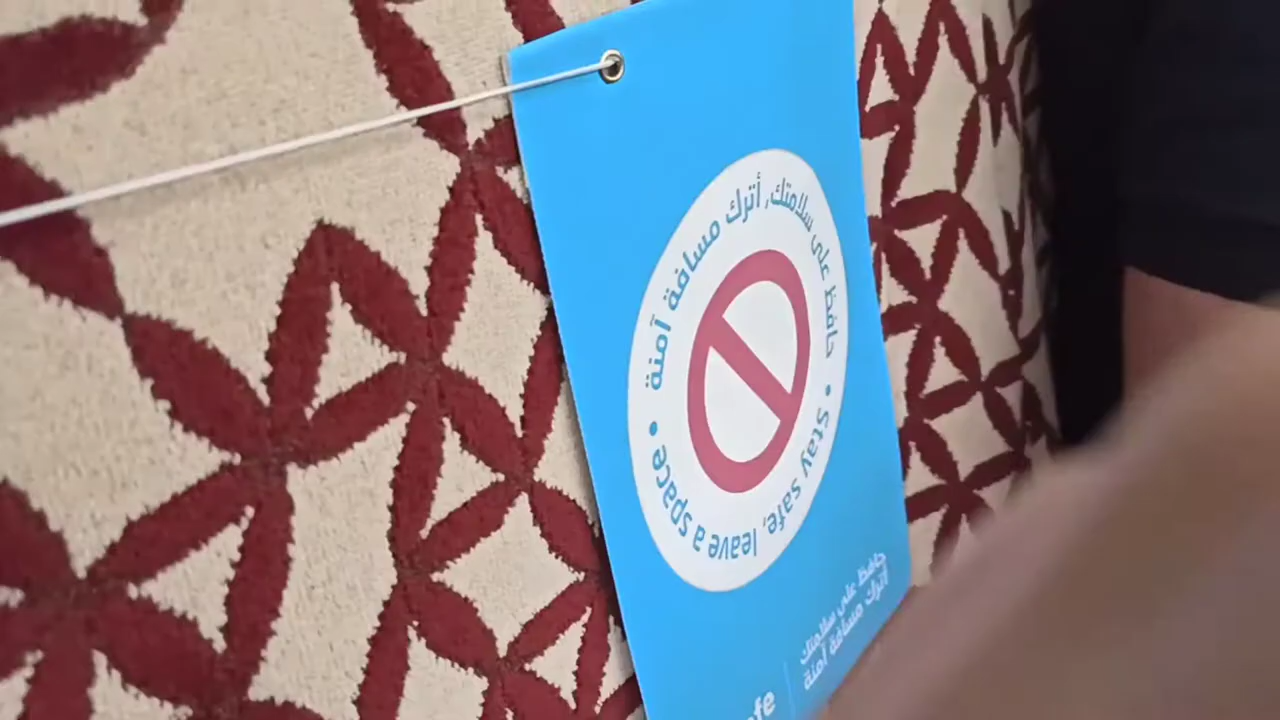 حافظ على سلامتك, أترك مسافة آمنة
• Stay safe, leave a space •
حافظ على سلامتك
أترك مسافة آمنة